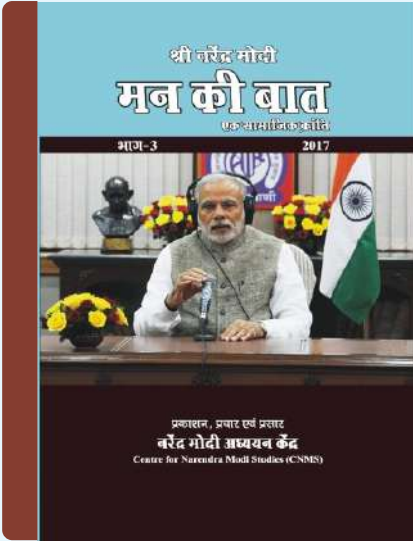 श्री नरेंद्र मोदी
मन की बात
एक सामाजिक क्रांति
भाग-3 2017
प्रकाशन, प्रचार एवं प्रसार
नरेंद्र मोदी अध्ययन केंद्र
Centre for Narendra Modi Studies (CNMS)